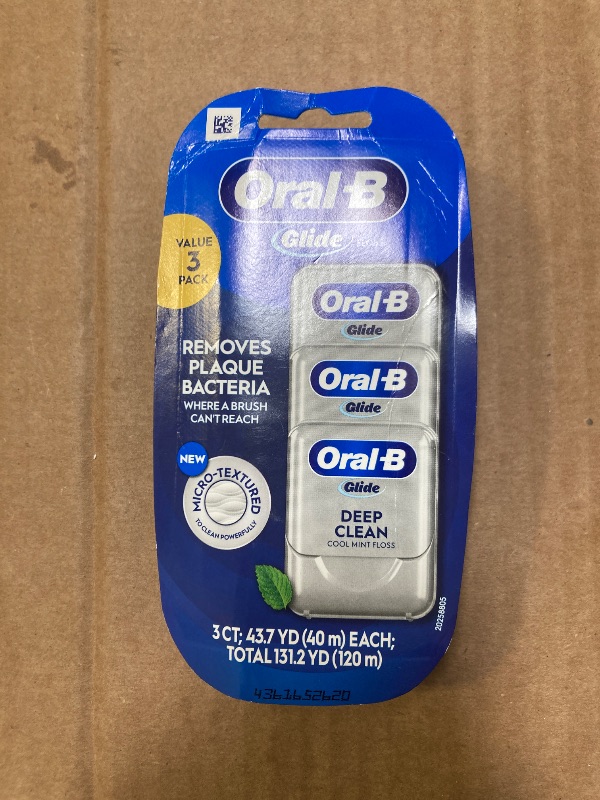 Oral-B
Glide FLOSS
VALUE
3
PACK
Oral-B
Glide
REMOVES
PLAQUE
BACTERIA
WHERE A BRUSH
CAN'T REACH
Oral-B
Glide
NEW
MICRO-TEXTURED
TO CLEAN POWERFULLY
Oral-B
Glide
DEEP
CLEAN
COOL MINT FLOSS
20258805
3 CT; 43.7 YD (40 m) EACH;
TOTAL 131.2 YD (120 m)
4361652620